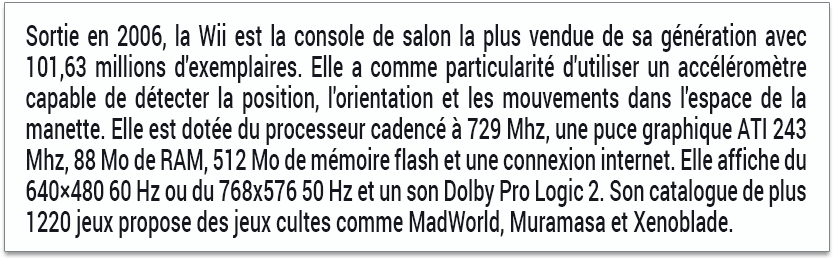 Sortie en 2006, la Wii est la console de salon la plus vendue de sa génération avec
101,63 millions d'exemplaires. Elle a comme particularité d'utiliser un accéléromètre
capable de détecter la position, l'orientation et les mouvements dans l'espace de la
manette. Elle est dotée du processeur cadencé à 729 Mhz, une puce graphique ATI 243
Mhz, 88 Mo de RAM, 512 Mo de mémoire flash et une connexion internet. Elle affiche du
640×480 60 Hz ou du 768x576 50 Hz et un son Dolby Pro Logic 2. Son catalogue de plus
1220 jeux propose des jeux cultes comme MadWorld, Muramasa et Xenoblade.